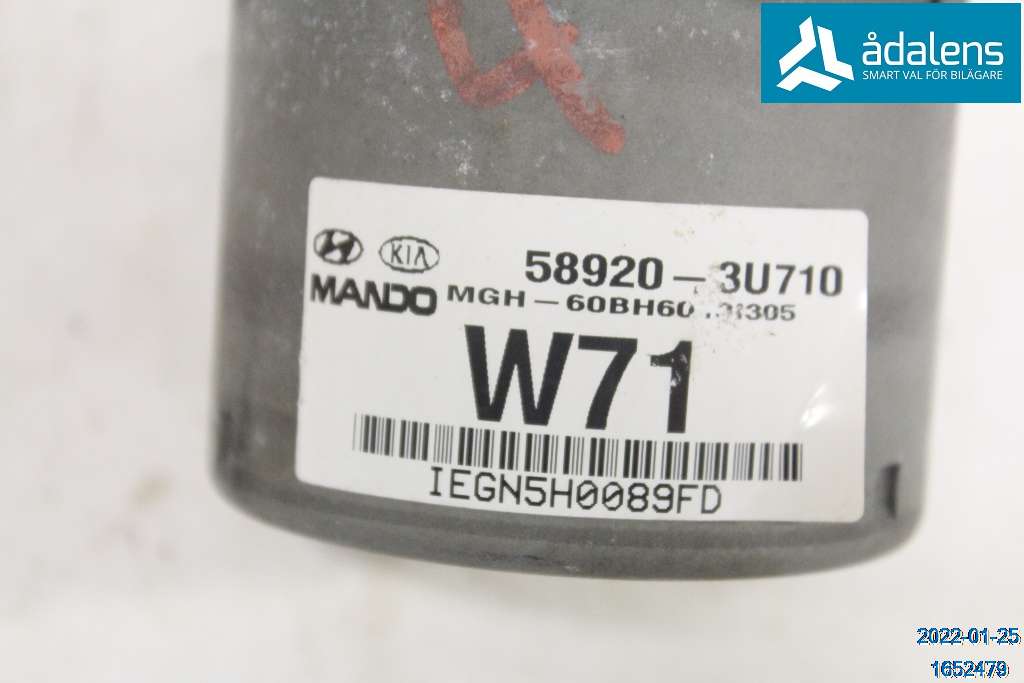 ådalens
SMART VAL FÖR BILÄGARE
KIA 58920-3U710
MANDO MGH-60BH60
W71
IEGN5H0089FD
2022-01-25
1652479